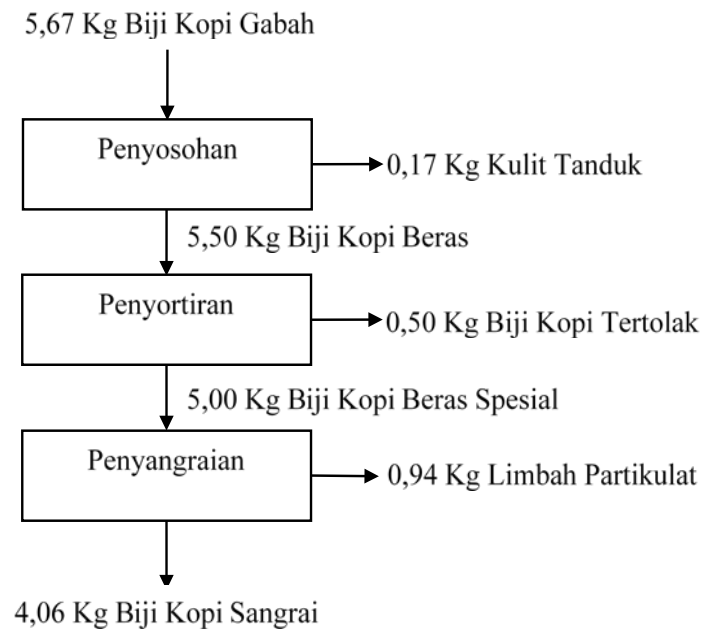 5,67 Kg Biji Kopi Gabah
Penyosohan
0,17 Kg Kulit Tanduk
5,50 Kg Biji Kopi Beras
Penyortiran
0,50 Kg Biji Kopi Tertolak
5,00 Kg Biji Kopi Beras Spesial
Penyangraian
0,94 Kg Limbah Partikulat
4,06 Kg Biji Kopi Sangrai